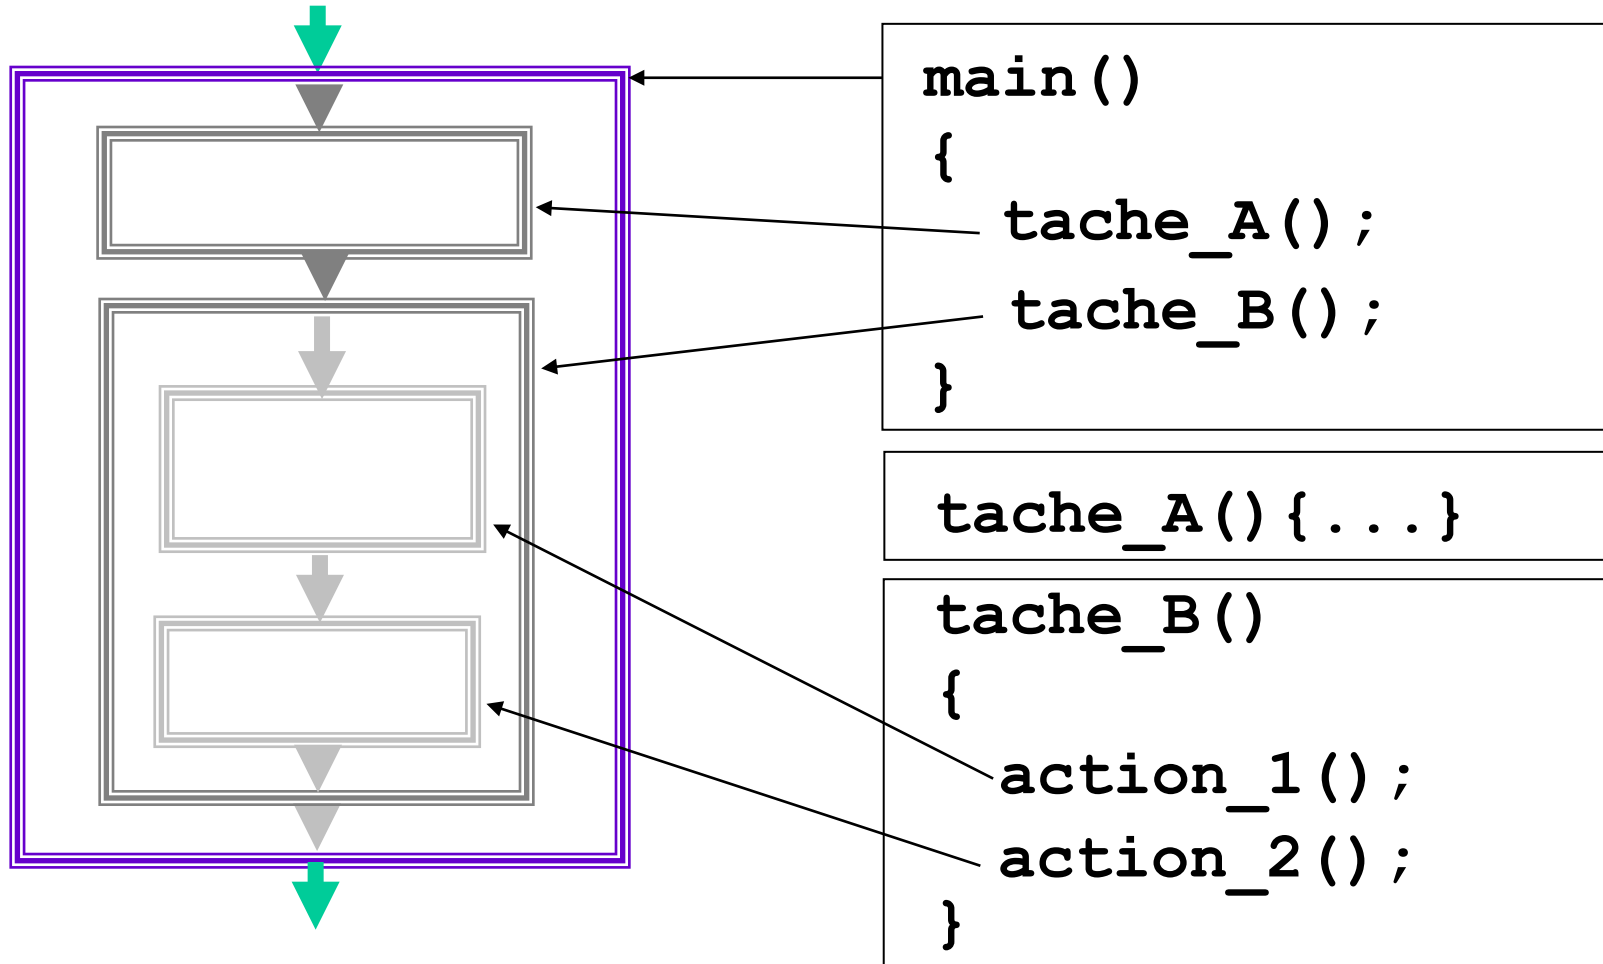 main()
{
tache_A();
tache_B();
}
tache_A(){...}
tache_B()
{
action_1();
action_2();
}